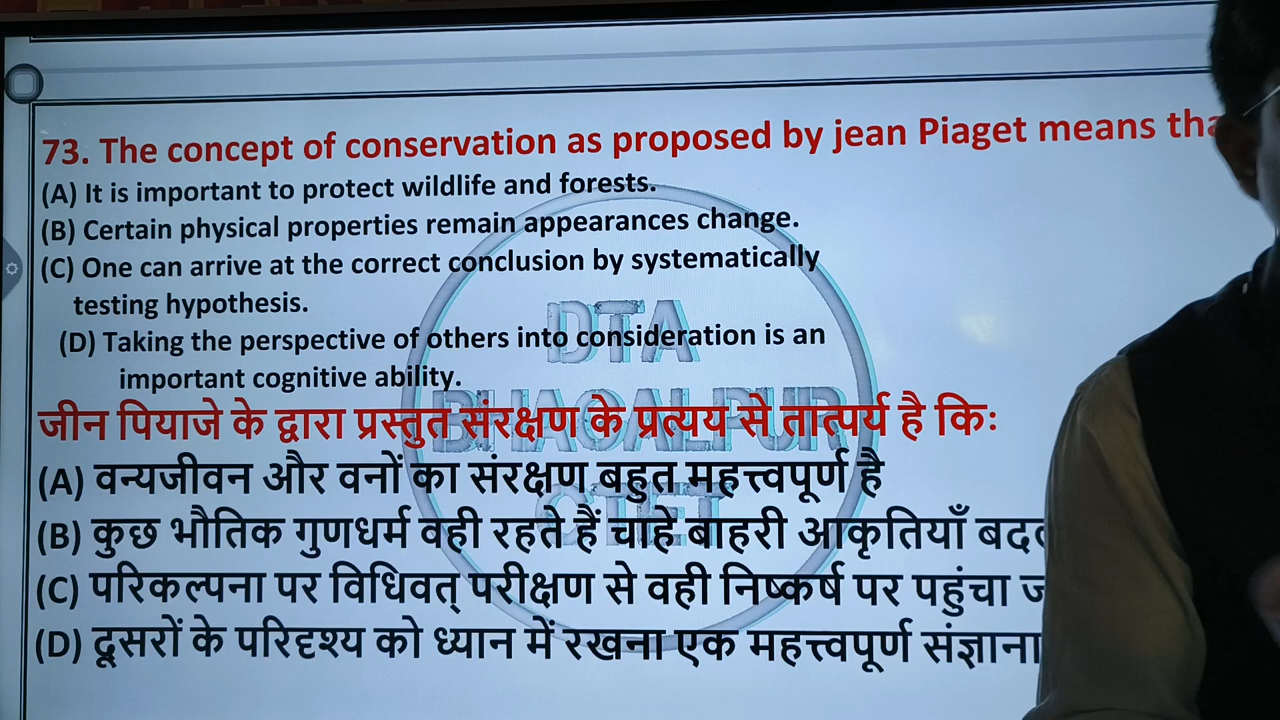 73. The concept of conservation as proposed by jean Piaget means
(A) It is important to protect wildlife and forests.
(B) Certain physical properties remain appearances change.
(C) One can arrive at the correct conclusion by systematically
testing hypothesis.
(D) Taking the perspective of others into consideration is an
important cognitive ability.
जीन पियाजे के द्वारा प्रस्तुत संरक्षण के प्रत्यय से तात्पर्य है किः
(A) वन्यजीवन और वनों का संरक्षण बहुत महत्त्वपूर्ण है
(B) कुछ भौतिक गुणधर्म वही रहते हैं चाहे बाहरी आकृतियाँ
(C) परिकल्पना पर विधिवत् परीक्षण से वही निष्कर्ष पर पहुंचा
(D) दूसरों के परिदृश्य को ध्यान में रखना एक महत्त्वपूर्ण
DTA
BHAGALPUR
CTET